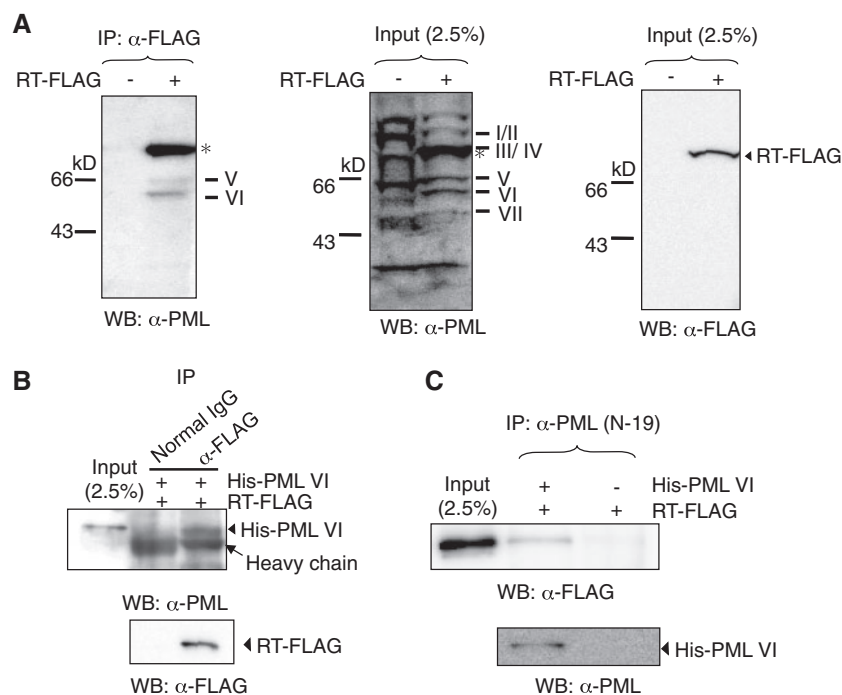 A
IP: α-FLAG
RT-FLAG - +
kD
66
43
*
V
VI
WB: α-PML
Input (2.5%)
RT-FLAG - +
kD
66
43
I/II
III/ IV
*
V
VI
VII
WB: α-PML
Input (2.5%)
RT-FLAG - +
kD
66
43
RT-FLAG
WB: α-FLAG
B
IP
Normal IgG
α-FLAG
Input
(2.5%)
+ + His-PML VI
+ + RT-FLAG
His-PML VI
Heavy chain
WB: α-PML
RT-FLAG
WB: α-FLAG
C
IP: α-PML (N-19)
Input
(2.5%)
+ - His-PML VI
+ + RT-FLAG
WB: α-FLAG
His-PML VI
WB: α-PML